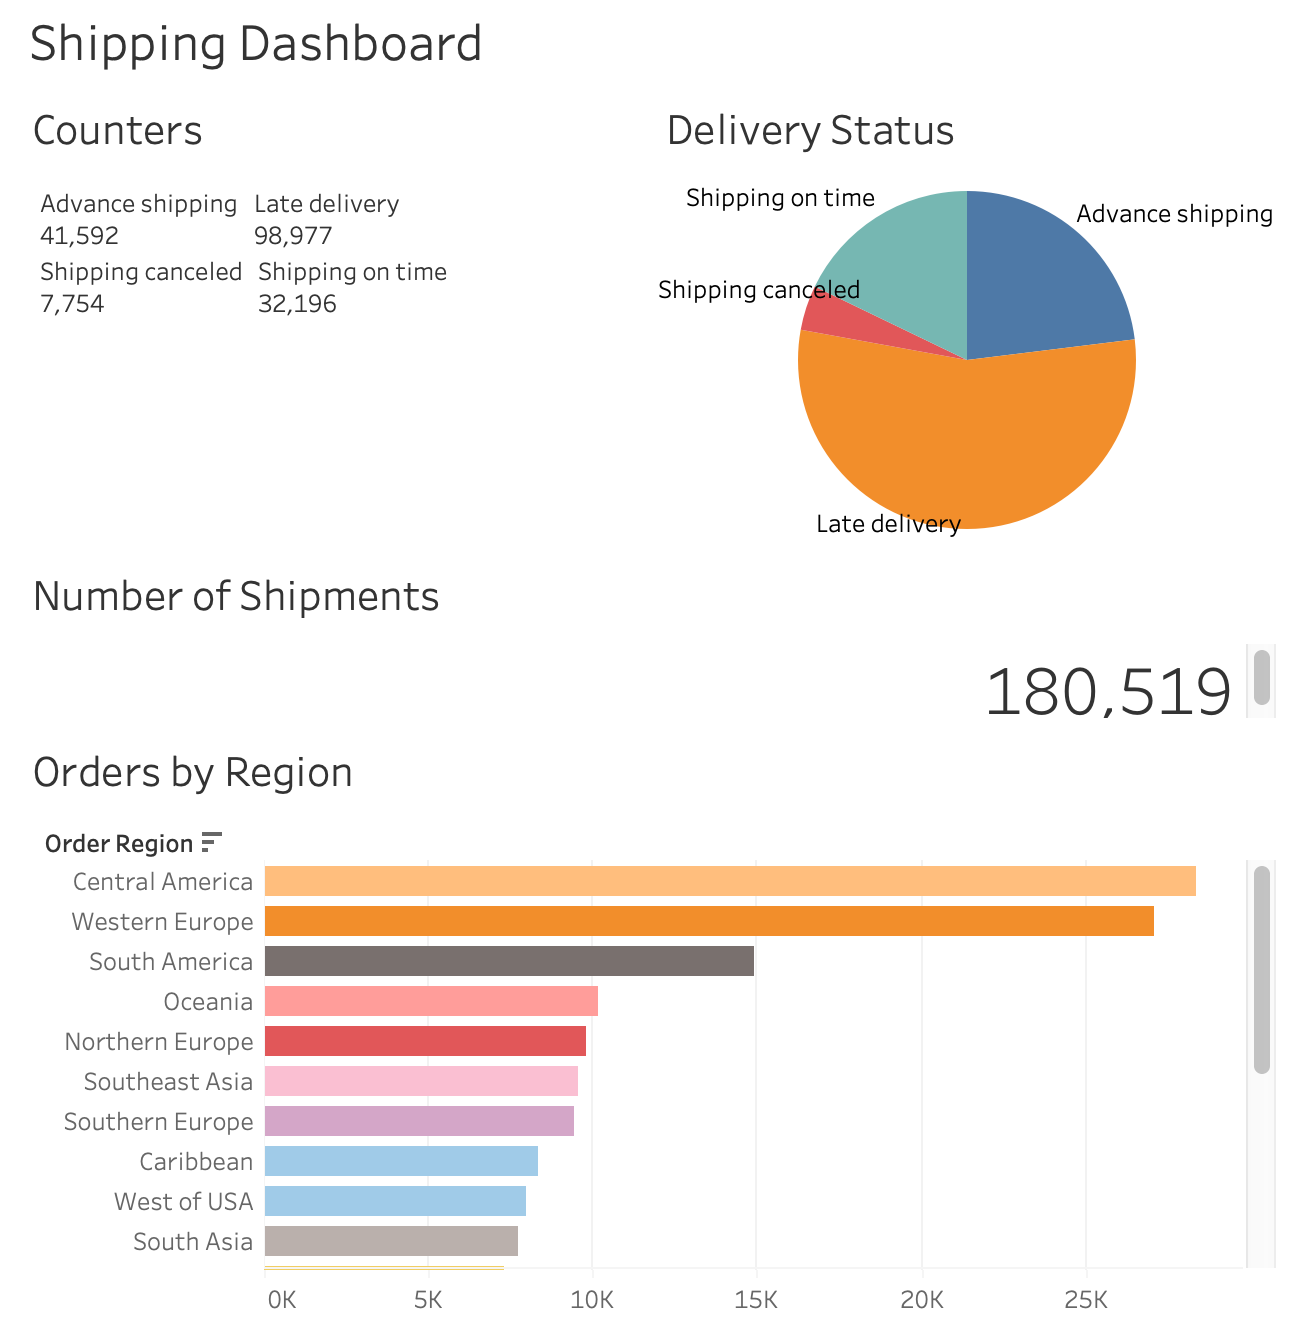 Shipping Dashboard
Counters
Advance shipping Late delivery
41,592 98,977
Shipping canceled Shipping on time
7,754 32,196
Delivery Status
Shipping on time
Advance shipping
Shipping canceled
Late delivery
Number of Shipments
180,519
Orders by Region
Order Region
Central America
Western Europe
South America
Oceania
Northern Europe
Southeast Asia
Southern Europe
Caribbean
West of USA
South Asia
0K 5K 10K 15K 20K 25K